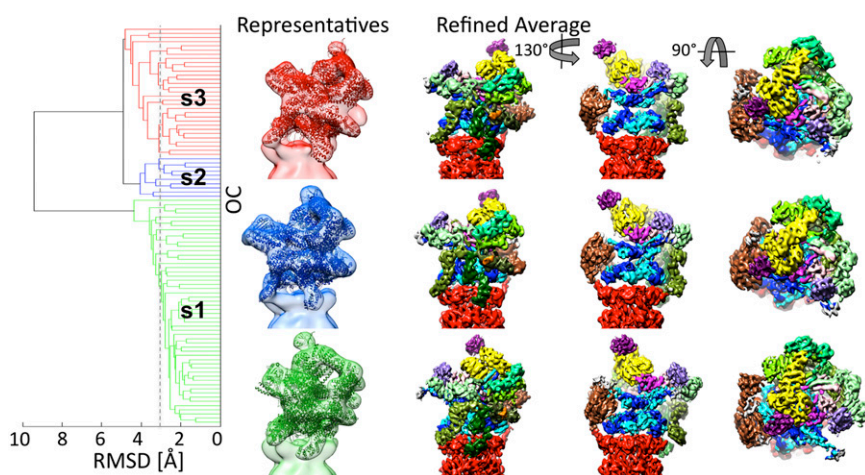 Representatives Refined Average
130° 90°
s3
s2
OC
s1
10 8 6 4 2 0
RMSD [Å]